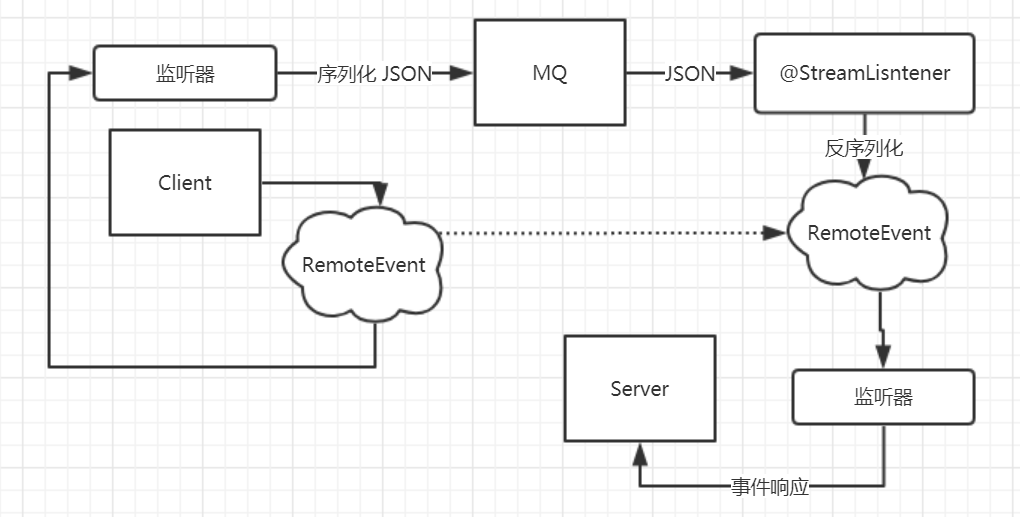 监听器
序列化 JSON
MQ
JSON
@StreamLisntener
反序列化
Client
RemoteEvent
RemoteEvent
Server
监听器
事件响应